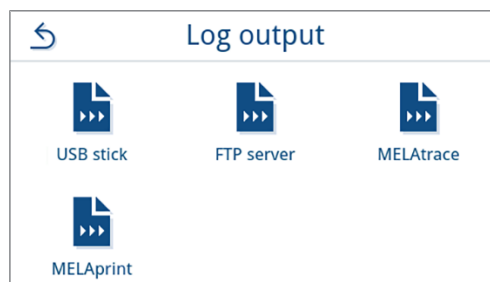 Log output
USB stick
FTP server
MELAtrace
MELAprint